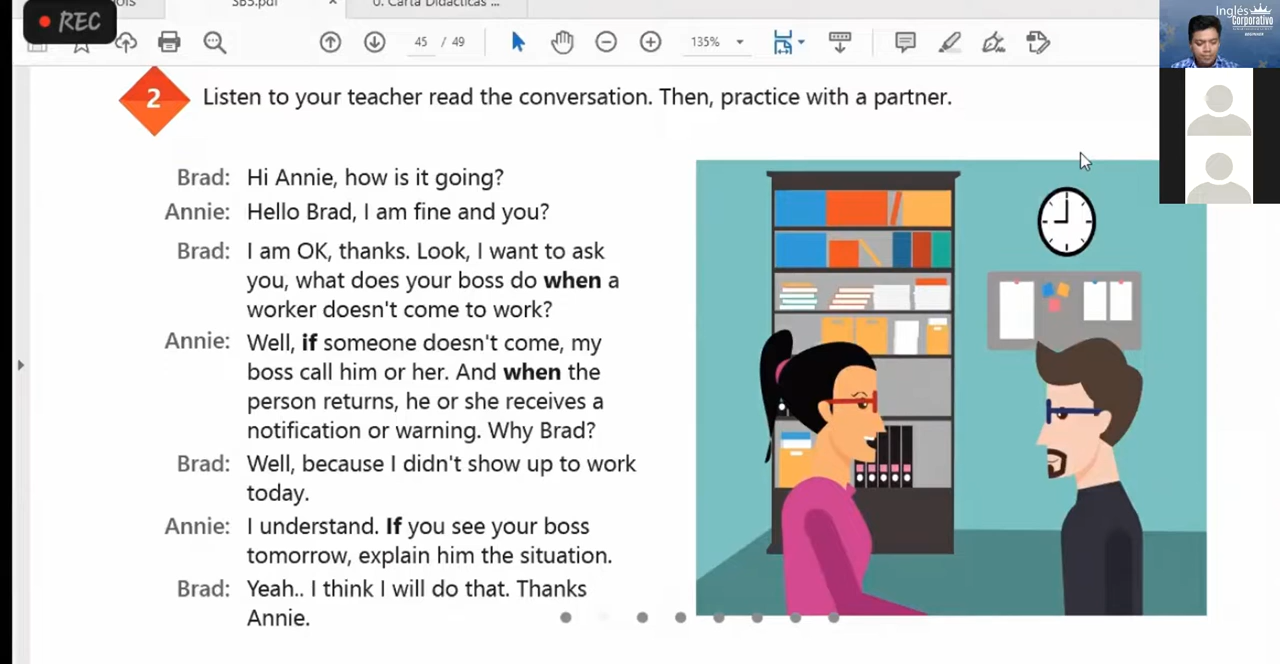 REC
SB5.pdf
0. Carta Didácticas ...
45 / 49
135%
Inglés
Corporativo
2
Listen to your teacher read the conversation. Then, practice with a partner.
Brad: Hi Annie, how is it going?
Annie: Hello Brad, I am fine and you?
Brad: I am OK, thanks. Look, I want to ask
you, what does your boss do when a
worker doesn't come to work?
Annie: Well, if someone doesn't come, my
boss call him or her. And when the
person returns, he or she receives a
notification or warning. Why Brad?
Brad: Well, because I didn't show up to work
today.
Annie: I understand. If you see your boss
tomorrow, explain him the situation.
Brad: Yeah.. I think I will do that. Thanks
Annie.